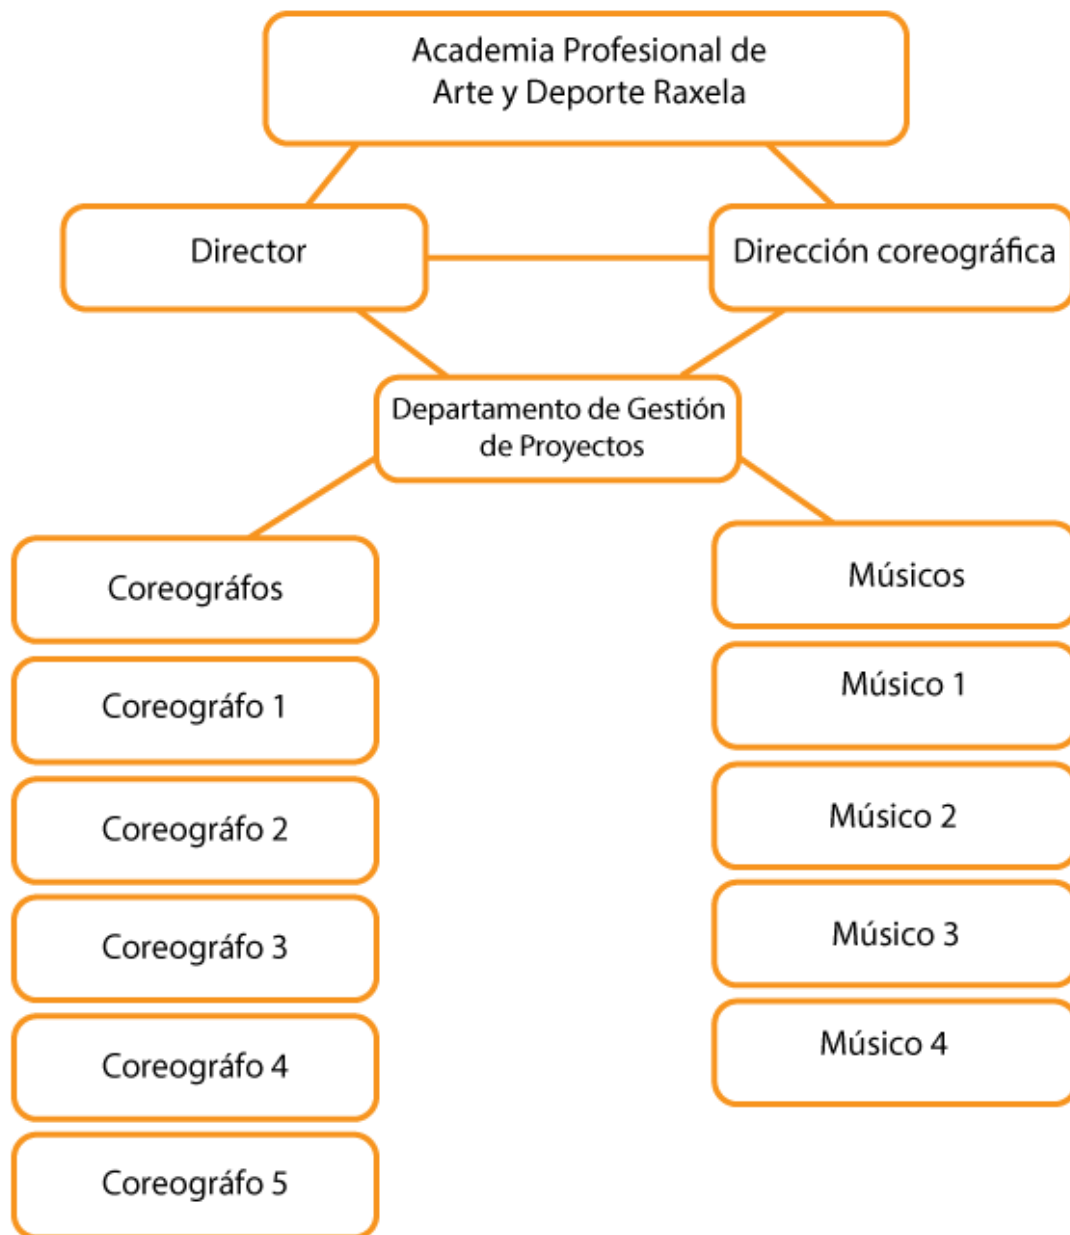 Academia Profesional de
Arte y Deporte Raxela
Director
Dirección coreográfica
Departamento de Gestión
de Proyectos
Coreográfos
Coreográfo 1
Coreográfo 2
Coreográfo 3
Coreográfo 4
Coreográfo 5
Músicos
Músico 1
Músico 2
Músico 3
Músico 4